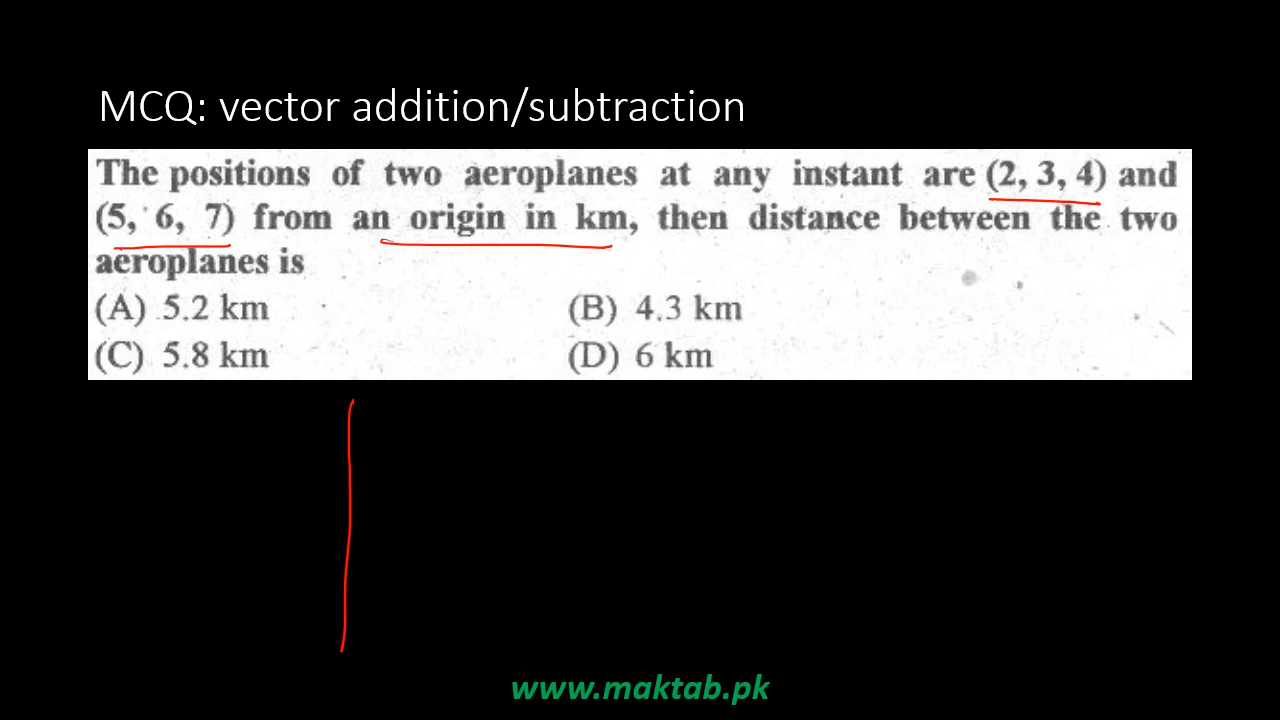 MCQ: vector addition/subtraction
The positions of two aeroplanes at any instant are (2, 3, 4) and
(5, 6, 7) from an origin in km, then distance between the two
aeroplanes is
(A) 5.2 km (B) 4.3 km
(C) 5.8 km (D) 6 km
www.maktab.pk